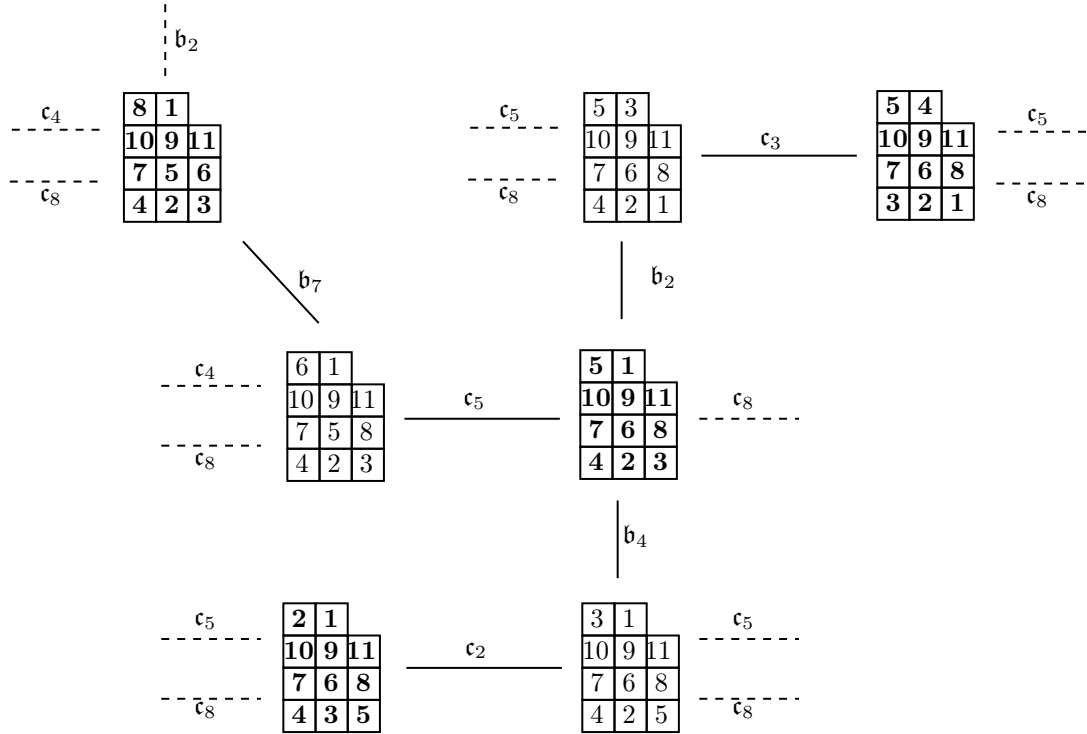 𝔟₂
𝔠₄
𝔠₈
8 1
10 9 11
7 5 6
4 2 3
𝔠₅
𝔠₈
5 3
10 9 11
7 6 8
4 2 1
𝔠₃
5 4
10 9 11
7 6 8
3 2 1
𝔠₅
𝔠₈
𝔟₇
𝔟₂
𝔠₄
𝔠₈
6 1
10 9 11
7 5 8
4 2 3
𝔠₅
5 1
10 9 11
7 6 8
4 2 3
𝔠₈
𝔟₄
𝔠₅
𝔠₈
2 1
10 9 11
7 6 8
4 3 5
𝔠₂
3 1
10 9 11
7 6 8
4 2 5
𝔠₅
𝔠₈